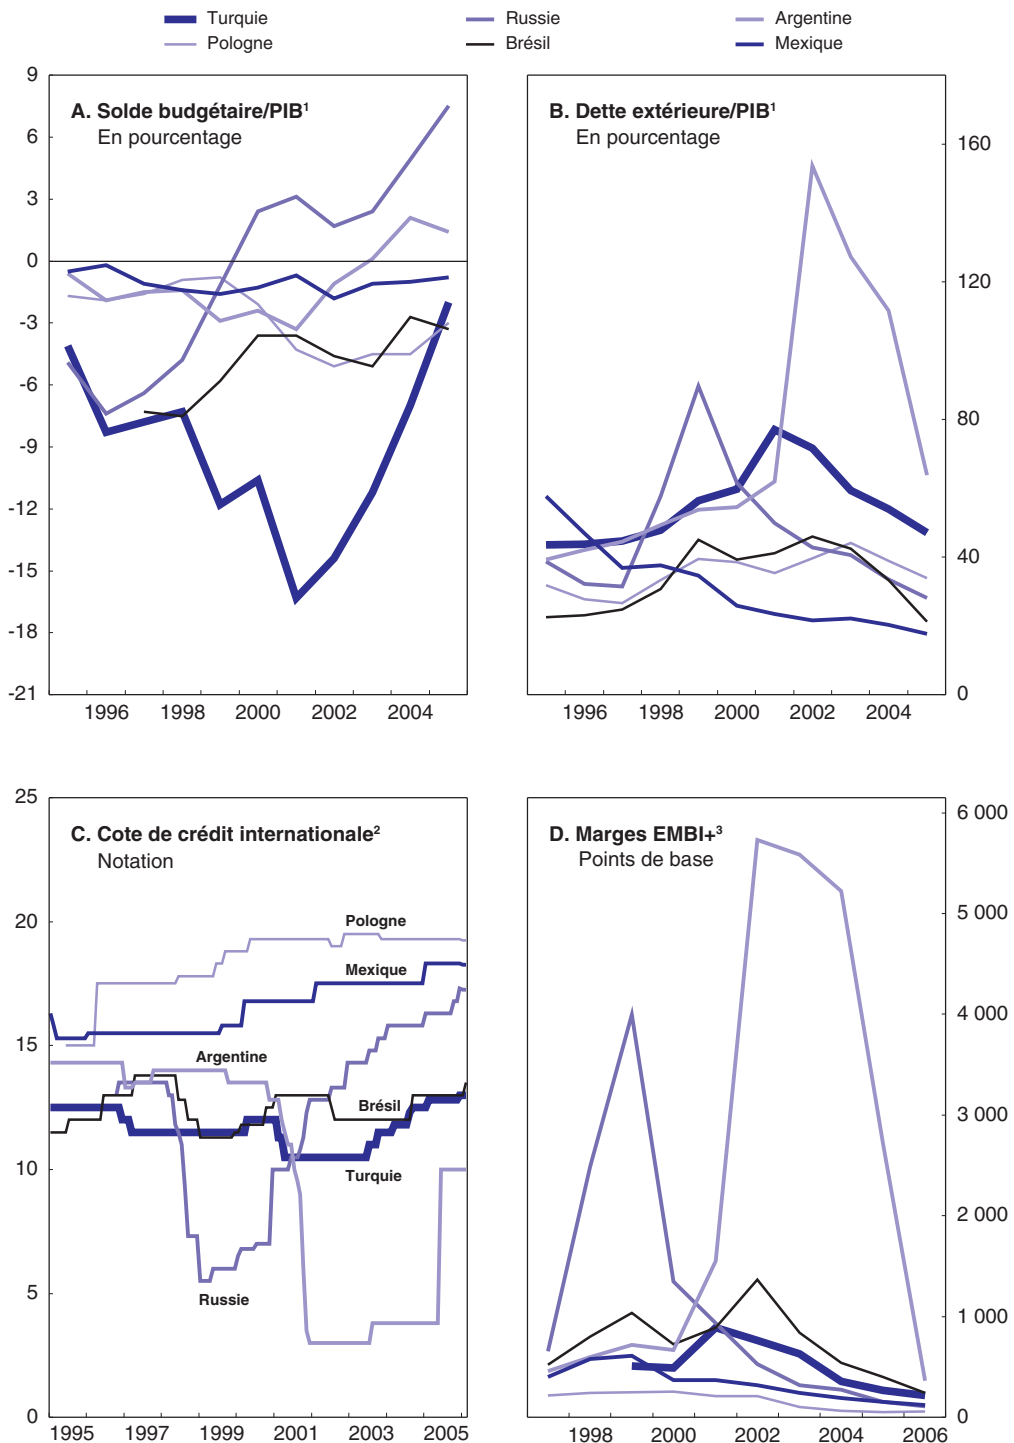 Turquie
Russie
Argentine
Pologne
Brésil
Mexique
A. Solde budgétaire/PIB¹
En pourcentage
9
6
3
0
-3
-6
-9
-12
-15
-18
-21
1996 1998 2000 2002 2004
B. Dette extérieure/PIB¹
En pourcentage
160
120
80
40
0
1996 1998 2000 2002 2004
C. Cote de crédit internationale²
Notation
25
20
15
10
5
0
Pologne
Mexique
Argentine
Brésil
Turquie
Russie
1995 1997 1999 2001 2003 2005
D. Marges EMBI+³
Points de base
6 000
5 000
4 000
3 000
2 000
1 000
0
1998 2000 2002 2004 2006